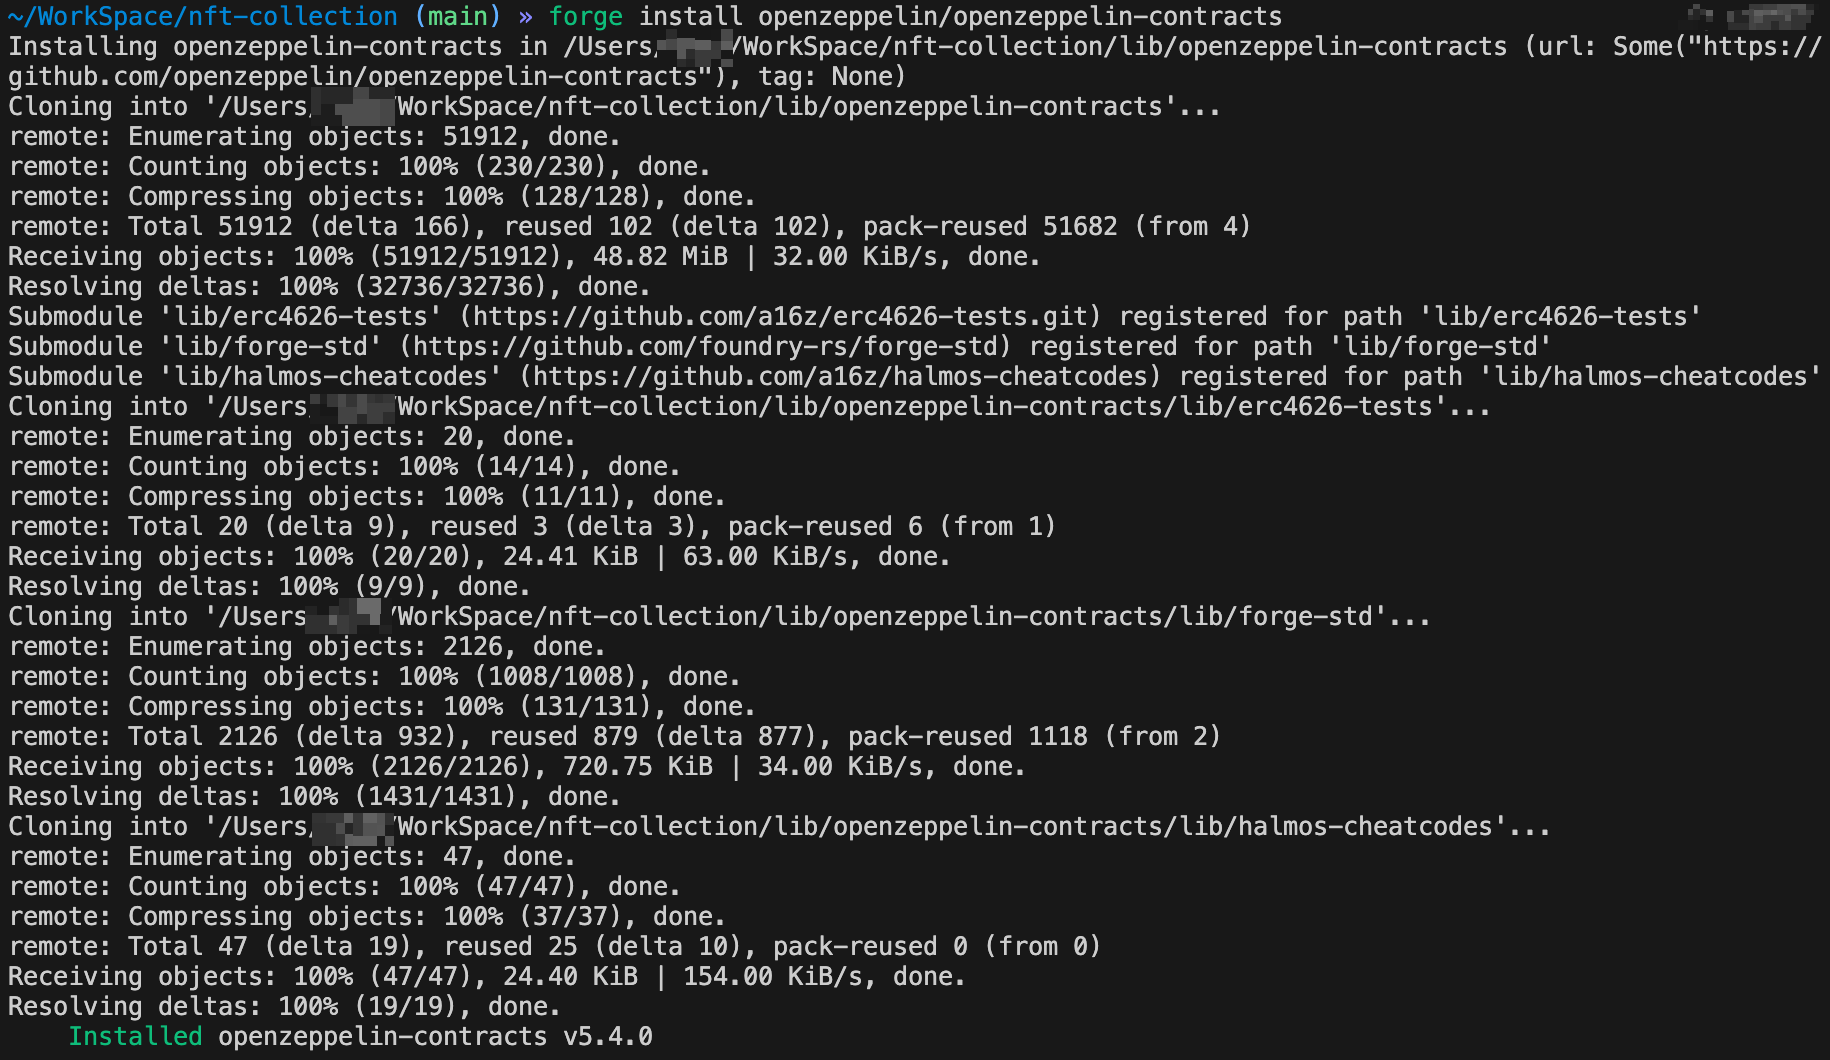 ~/WorkSpace/nft-collection (main) » forge install openzeppelin/openzeppelin-contracts
Installing openzeppelin-contracts in /Users/ /WorkSpace/nft-collection/lib/openzeppelin-contracts (url: Some("https://
github.com/openzeppelin/openzeppelin-contracts"), tag: None)
Cloning into '/Users/ /WorkSpace/nft-collection/lib/openzeppelin-contracts'...
remote: Enumerating objects: 51912, done.
remote: Counting objects: 100% (230/230), done.
remote: Compressing objects: 100% (128/128), done.
remote: Total 51912 (delta 166), reused 102 (delta 102), pack-reused 51682 (from 4)
Receiving objects: 100% (51912/51912), 48.82 MiB | 32.00 KiB/s, done.
Resolving deltas: 100% (32736/32736), done.
Submodule 'lib/erc4626-tests' (https://github.com/a16z/erc4626-tests.git) registered for path 'lib/erc4626-tests'
Submodule 'lib/forge-std' (https://github.com/foundry-rs/forge-std) registered for path 'lib/forge-std'
Submodule 'lib/halmos-cheatcodes' (https://github.com/a16z/halmos-cheatcodes) registered for path 'lib/halmos-cheatcodes'
Cloning into '/Users/ /WorkSpace/nft-collection/lib/openzeppelin-contracts/lib/erc4626-tests'...
remote: Enumerating objects: 20, done.
remote: Counting objects: 100% (14/14), done.
remote: Compressing objects: 100% (11/11), done.
remote: Total 20 (delta 9), reused 3 (delta 3), pack-reused 6 (from 1)
Receiving objects: 100% (20/20), 24.41 KiB | 63.00 KiB/s, done.
Resolving deltas: 100% (9/9), done.
Cloning into '/Users /WorkSpace/nft-collection/lib/openzeppelin-contracts/lib/forge-std'...
remote: Enumerating objects: 2126, done.
remote: Counting objects: 100% (1008/1008), done.
remote: Compressing objects: 100% (131/131), done.
remote: Total 2126 (delta 932), reused 879 (delta 877), pack-reused 1118 (from 2)
Receiving objects: 100% (2126/2126), 720.75 KiB | 34.00 KiB/s, done.
Resolving deltas: 100% (1431/1431), done.
Cloning into '/Users/ /WorkSpace/nft-collection/lib/openzeppelin-contracts/lib/halmos-cheatcodes'...
remote: Enumerating objects: 47, done.
remote: Counting objects: 100% (47/47), done.
remote: Compressing objects: 100% (37/37), done.
remote: Total 47 (delta 19), reused 25 (delta 10), pack-reused 0 (from 0)
Receiving objects: 100% (47/47), 24.40 KiB | 154.00 KiB/s, done.
Resolving deltas: 100% (19/19), done.
Installed openzeppelin-contracts v5.4.0